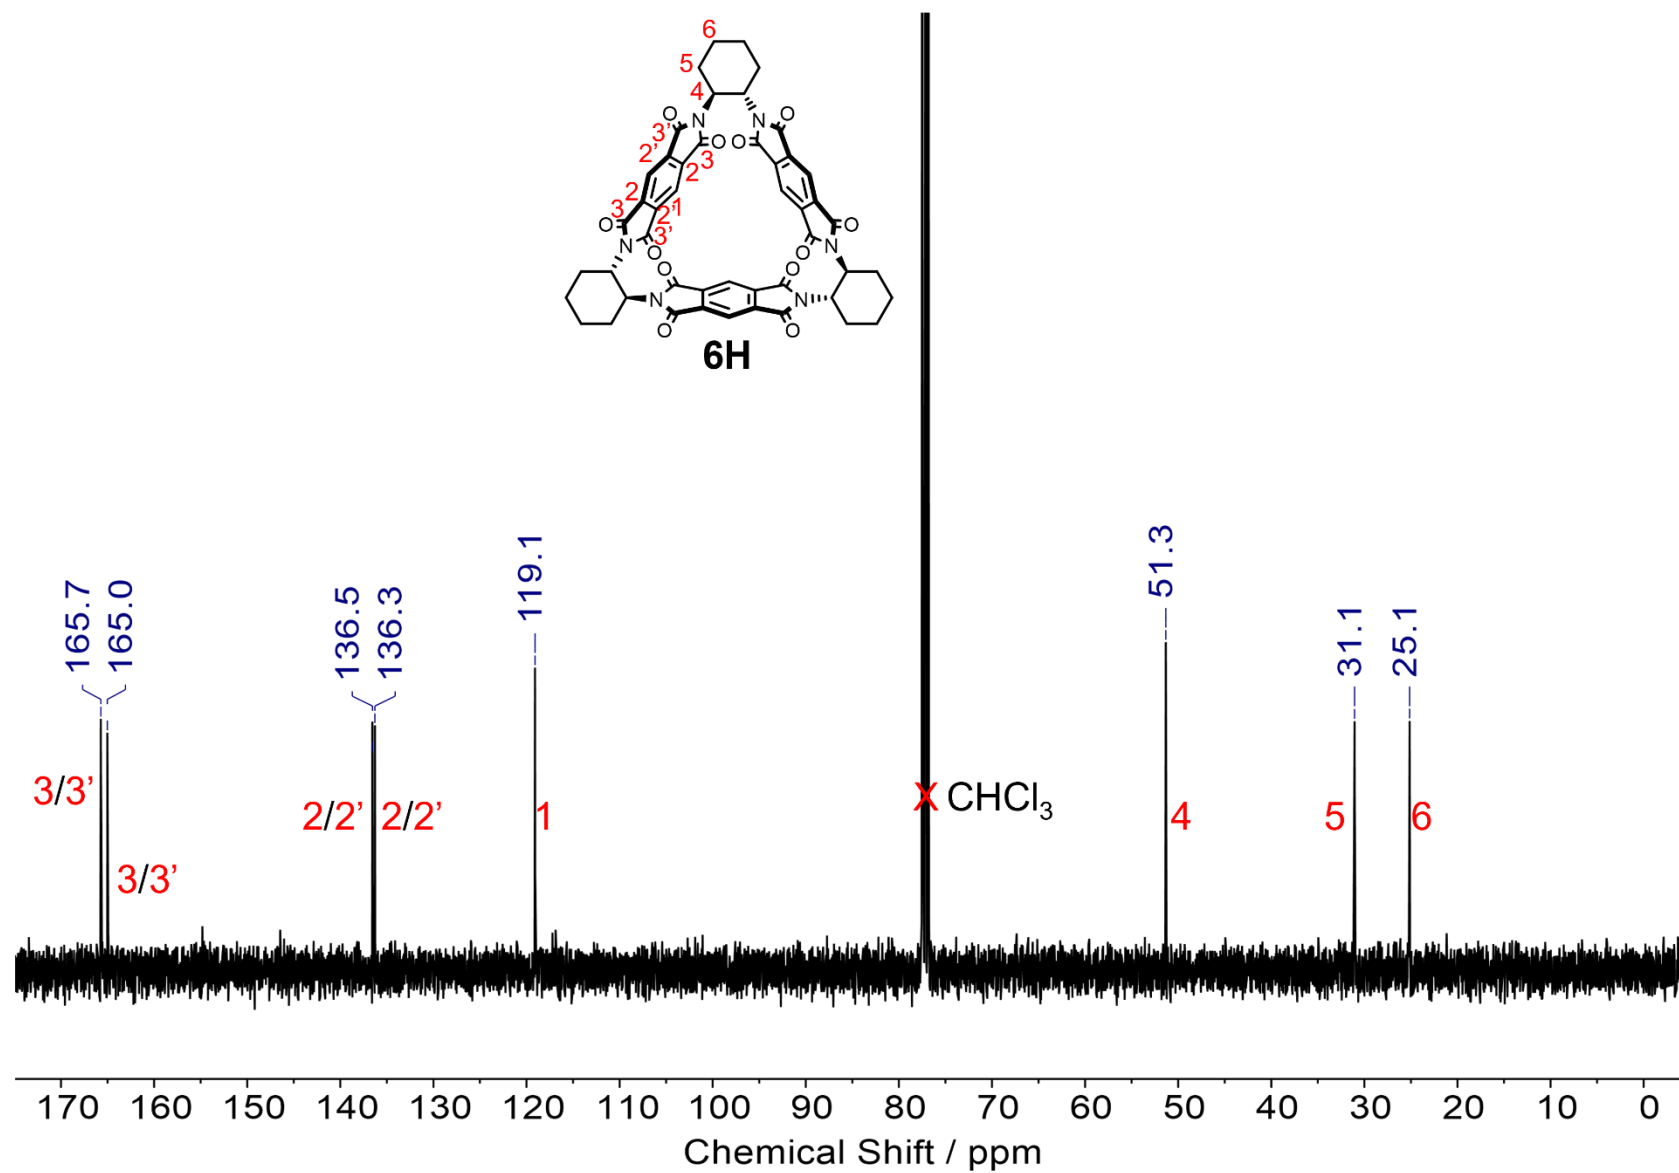 6
5
4
O N O
3' O O 3
2' 2
2 2' 1
3 3'
O N O
N O
O O
O N
O O
N N
O O
O O
6H
165.7
165.0
136.5
136.3
119.1
51.3
31.1
25.1
3/3’
3/3’
2/2’ 2/2’
1
X CHCl3
4
5
6
170 160 150 140 130 120 110 100 90 80 70 60 50 40 30 20 10 0
Chemical Shift / ppm